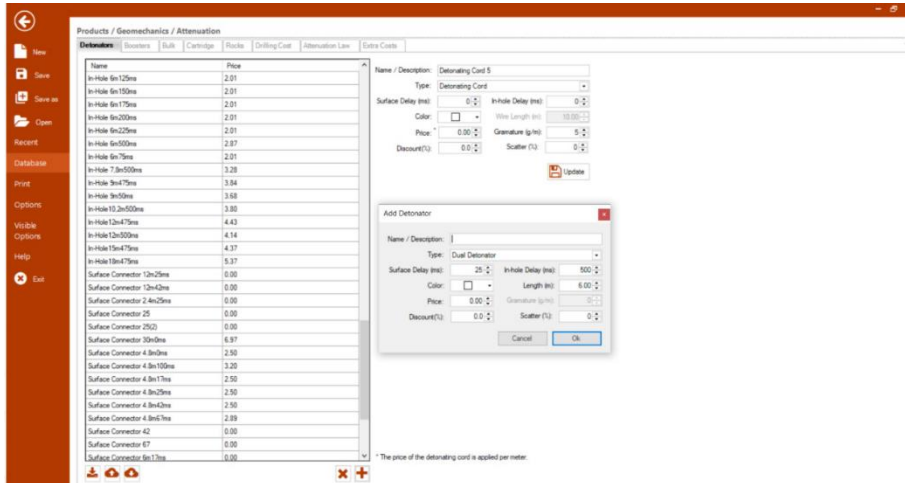 Products / Geomechanics / Attenuation
Detonators Boosters Bulk Cartridge Rocks Drilling Cost Attenuation Law Extra Costs
New
Save
Save as
Open
Recent
Database
Print
Options
Visible
Options
Help
Exit
Name Price
In-Hole 6m125ms 2.01
In-Hole 6m150ms 2.01
In-Hole 6m175ms 2.01
In-Hole 6m200ms 2.01
In-Hole 6m225ms 2.01
In-Hole 6m500ms 2.87
In-Hole 6m75ms 2.01
In-Hole 7,8m500ms 3.28
In-Hole 9m475ms 3.84
In-Hole 9m50ms 3.68
In-Hole10.2m500ms 3.80
In-Hole12m475ms 4.43
In-Hole12m500ms 4.14
In-Hole15m475ms 4.37
In-Hole18m475ms 5.37
Surface Connector 12m25ms 0.00
Surface Connector 12m42ms 0.00
Surface Connector 2.4m25ms 0.00
Surface Connector 25 0.00
Surface Connector 25(2) 0.00
Surface Connector 30m0ms 6.97
Surface Connector 4.8m0ms 2.50
Surface Connector 4.8m100ms 3.20
Surface Connector 4.8m17ms 2.50
Surface Connector 4.8m25ms 2.50
Surface Connector 4.8m42ms 2.50
Surface Connector 4.8m67ms 2.89
Surface Connector 42 0.00
Surface Connector 67 0.00
Surface Connector 6m17ms 0.00
Name / Description: Detonating Cord 5
Type: Detonating Cord
Surface Delay (ms): 0 In-hole Delay (ms): 0
Color: Wire Length (m): 10.00
Price: * 0.00 Gramature (g/m): 5
Discount(%): 0.0 Scatter (%): 0
Update
Add Detonator
Name / Description:
Type: Dual Detonator
Surface Delay (ms): 25 In-hole Delay (ms): 500
Color: Length (m): 6.00
Price: 0.00 Gramature (g/m): 0
Discount(%): 0.0 Scatter (%): 0
Cancel Ok
* The price of the detonating cord is applied per meter.